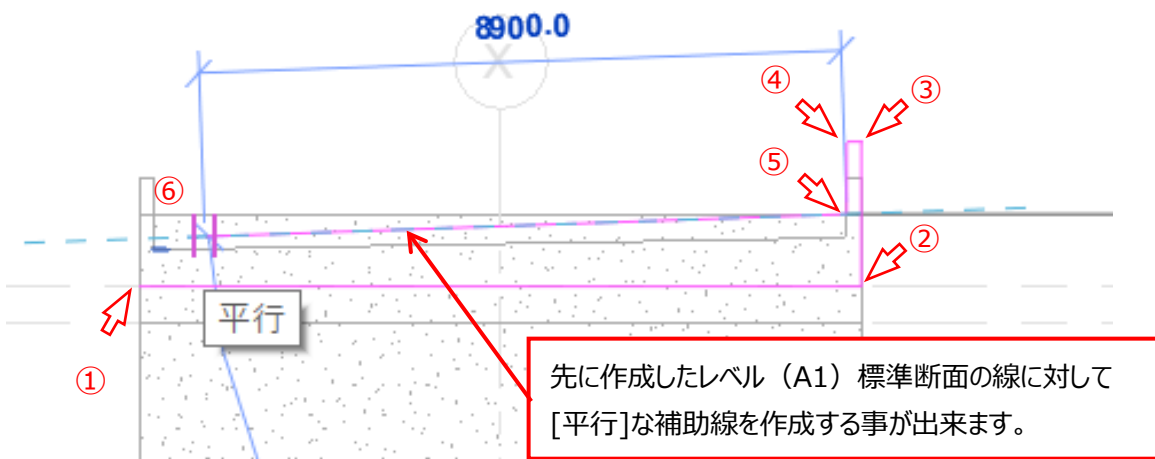 8900.0
X
④
③
⑤
⑥
②
平行
①
先に作成したレベル（A1）標準断面の線に対して
[平行]な補助線を作成する事が出来ます。